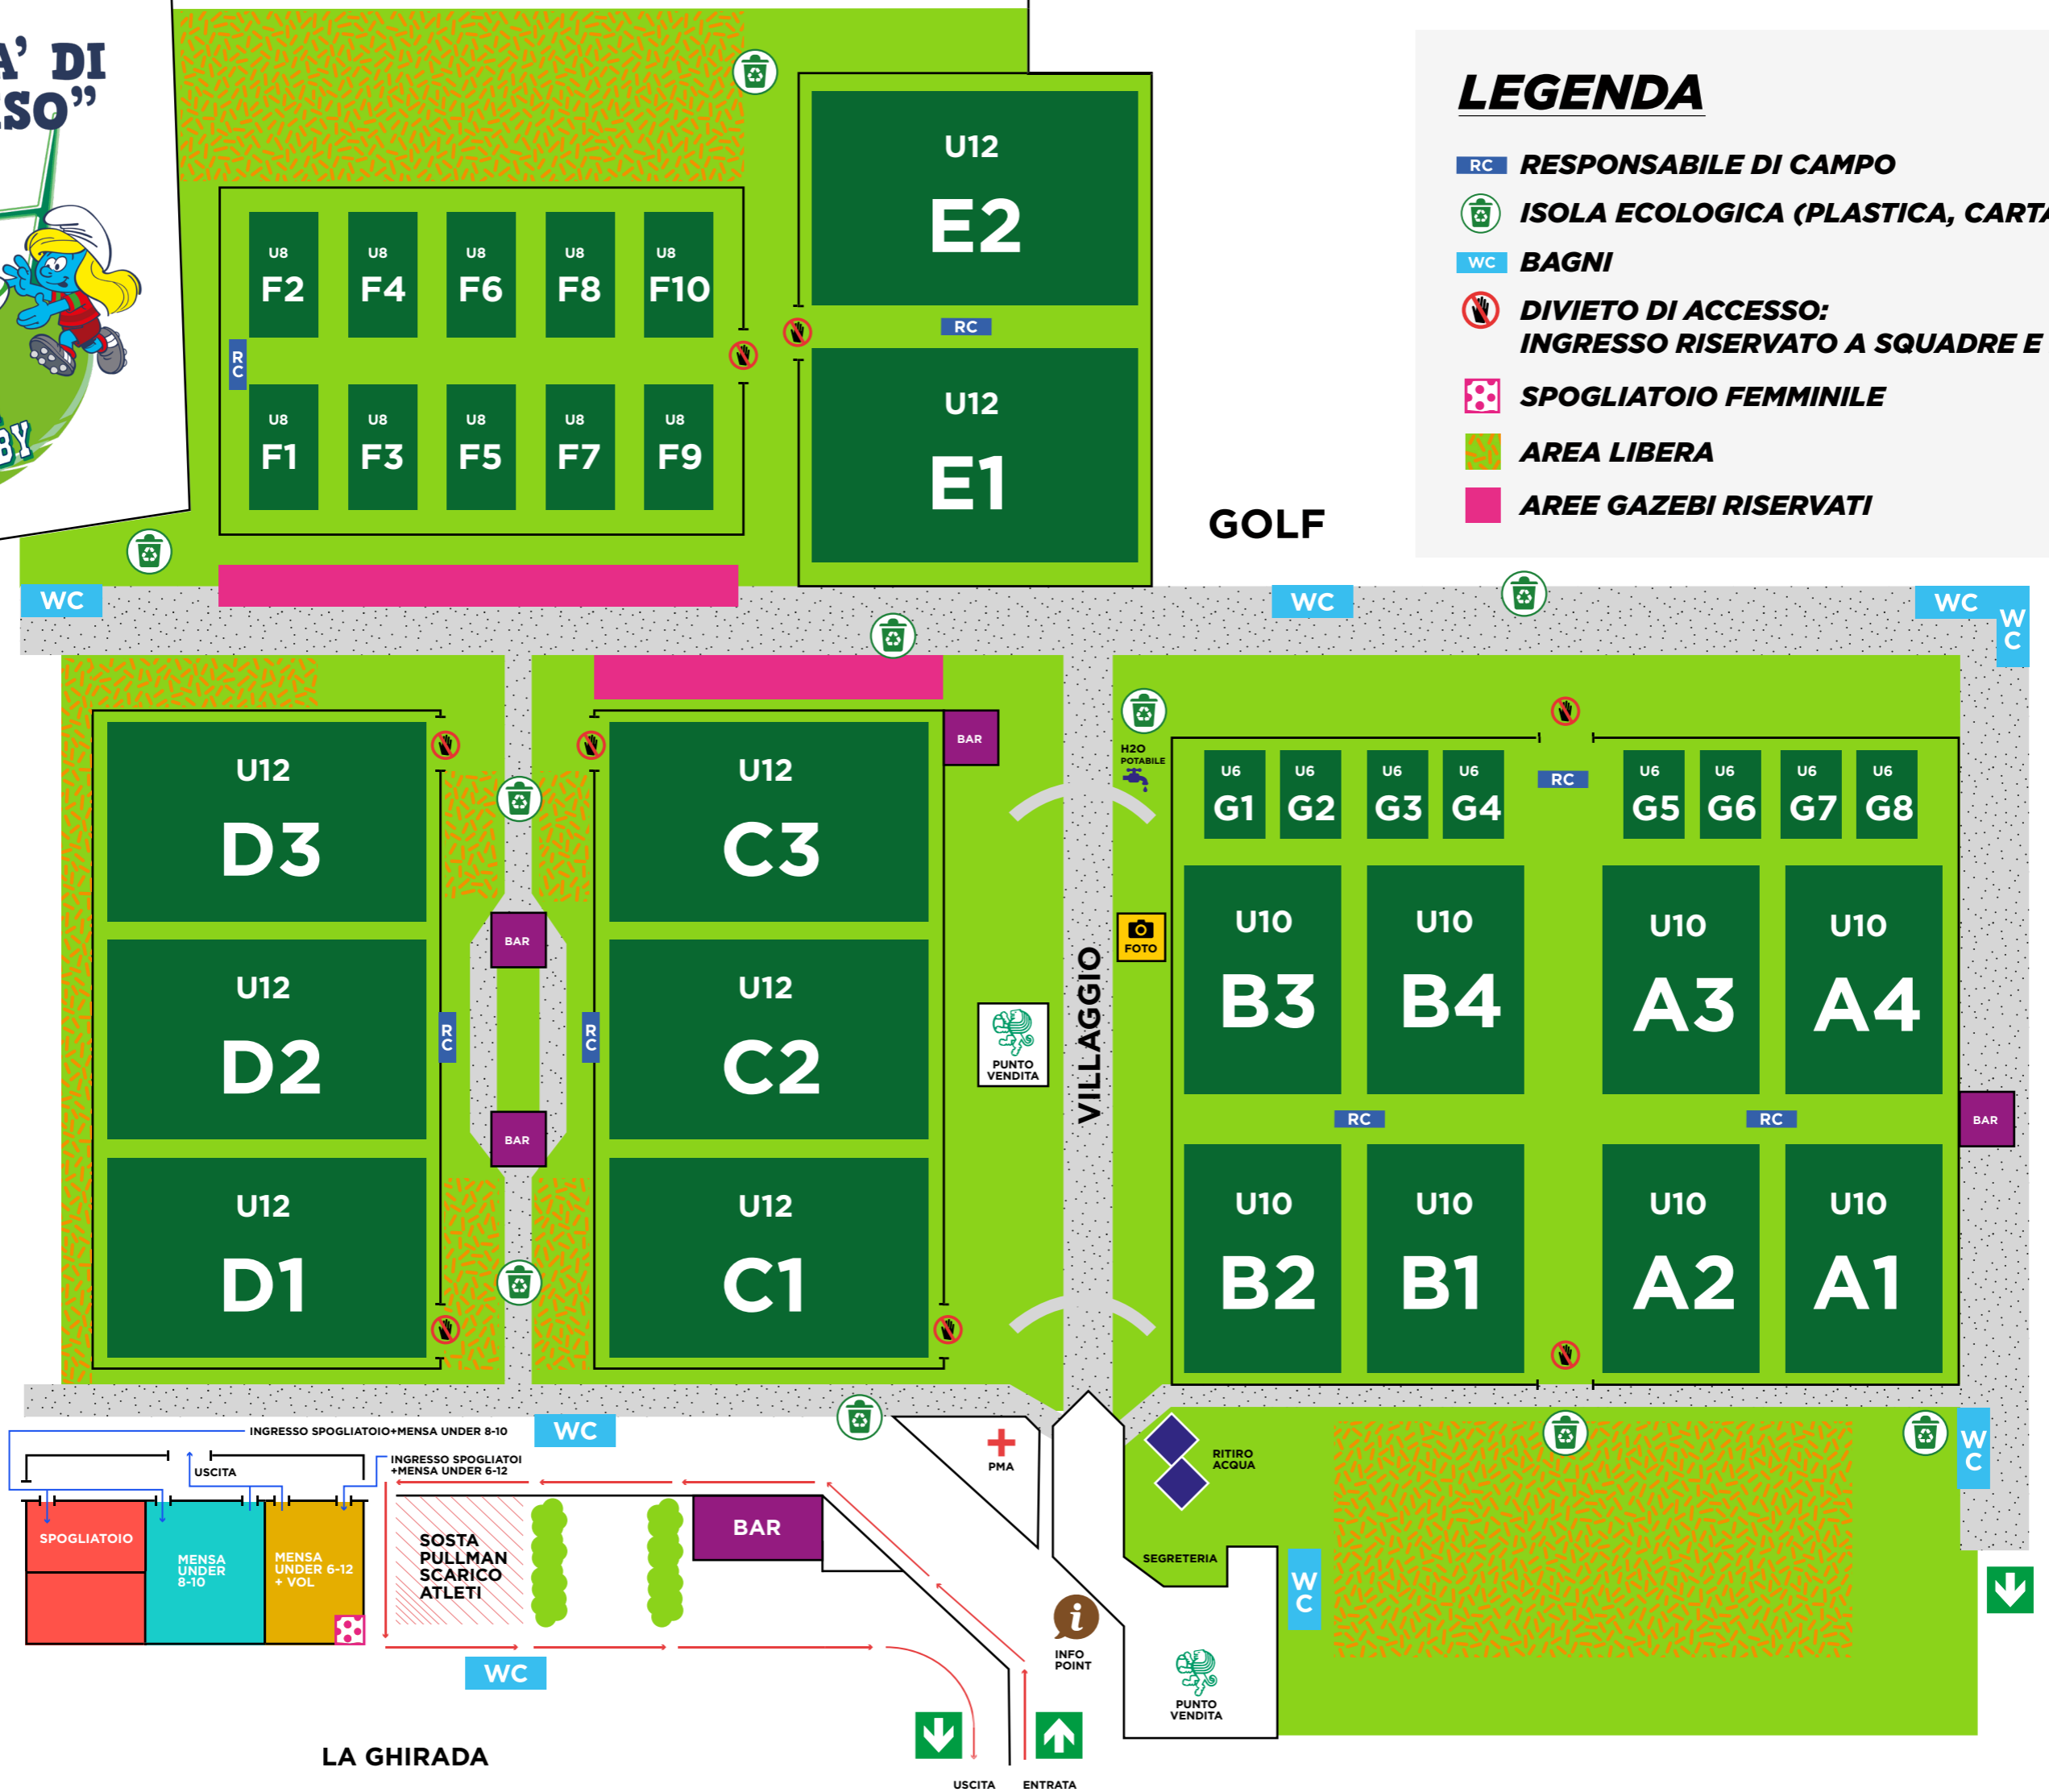 A' DI
SO”
BY
LEGENDA
RC RESPONSABILE DI CAMPO
ISOLA ECOLOGICA (PLASTICA, CARTA
WC BAGNI
DIVIETO DI ACCESSO:
INGRESSO RISERVATO A SQUADRE E
SPOGLIATOIO FEMMINILE
AREA LIBERA
AREE GAZEBI RISERVATI
U12
E2
RC
U12
E1
U8
F2
U8
F4
U8
F6
U8
F8
U8
F10
RC
U8
F1
U8
F3
U8
F5
U8
F7
U8
F9
GOLF
WC
WC
WC
WC
U12
D3
U12
D2
U12
D1
RC
BAR
BAR
RC
U12
C3
U12
C2
U12
C1
BAR
H2O
POTABILE
FOTO
PUNTO
VENDITA
VILLAGGIO
U6
G1
U6
G2
U6
G3
U6
G4
RC
U6
G5
U6
G6
U6
G7
U6
G8
U10
B3
U10
B4
U10
A3
U10
A4
RC
RC
BAR
U10
B2
U10
B1
U10
A2
U10
A1
INGRESSO SPOGLIATOIO+MENSA UNDER 8-10
USCITA
INGRESSO SPOGLIATOI
+MENSA UNDER 6-12
WC
PMA
RITIRO
ACQUA
WC
SPOGLIATOIO
MENSA
UNDER
8-10
MENSA
UNDER 6-12
+ VOL
SOSTA
PULLMAN
SCARICO
ATLETI
BAR
SEGRETERIA
WC
INFO
POINT
WC
PUNTO
VENDITA
LA GHIRADA
USCITA
ENTRATA